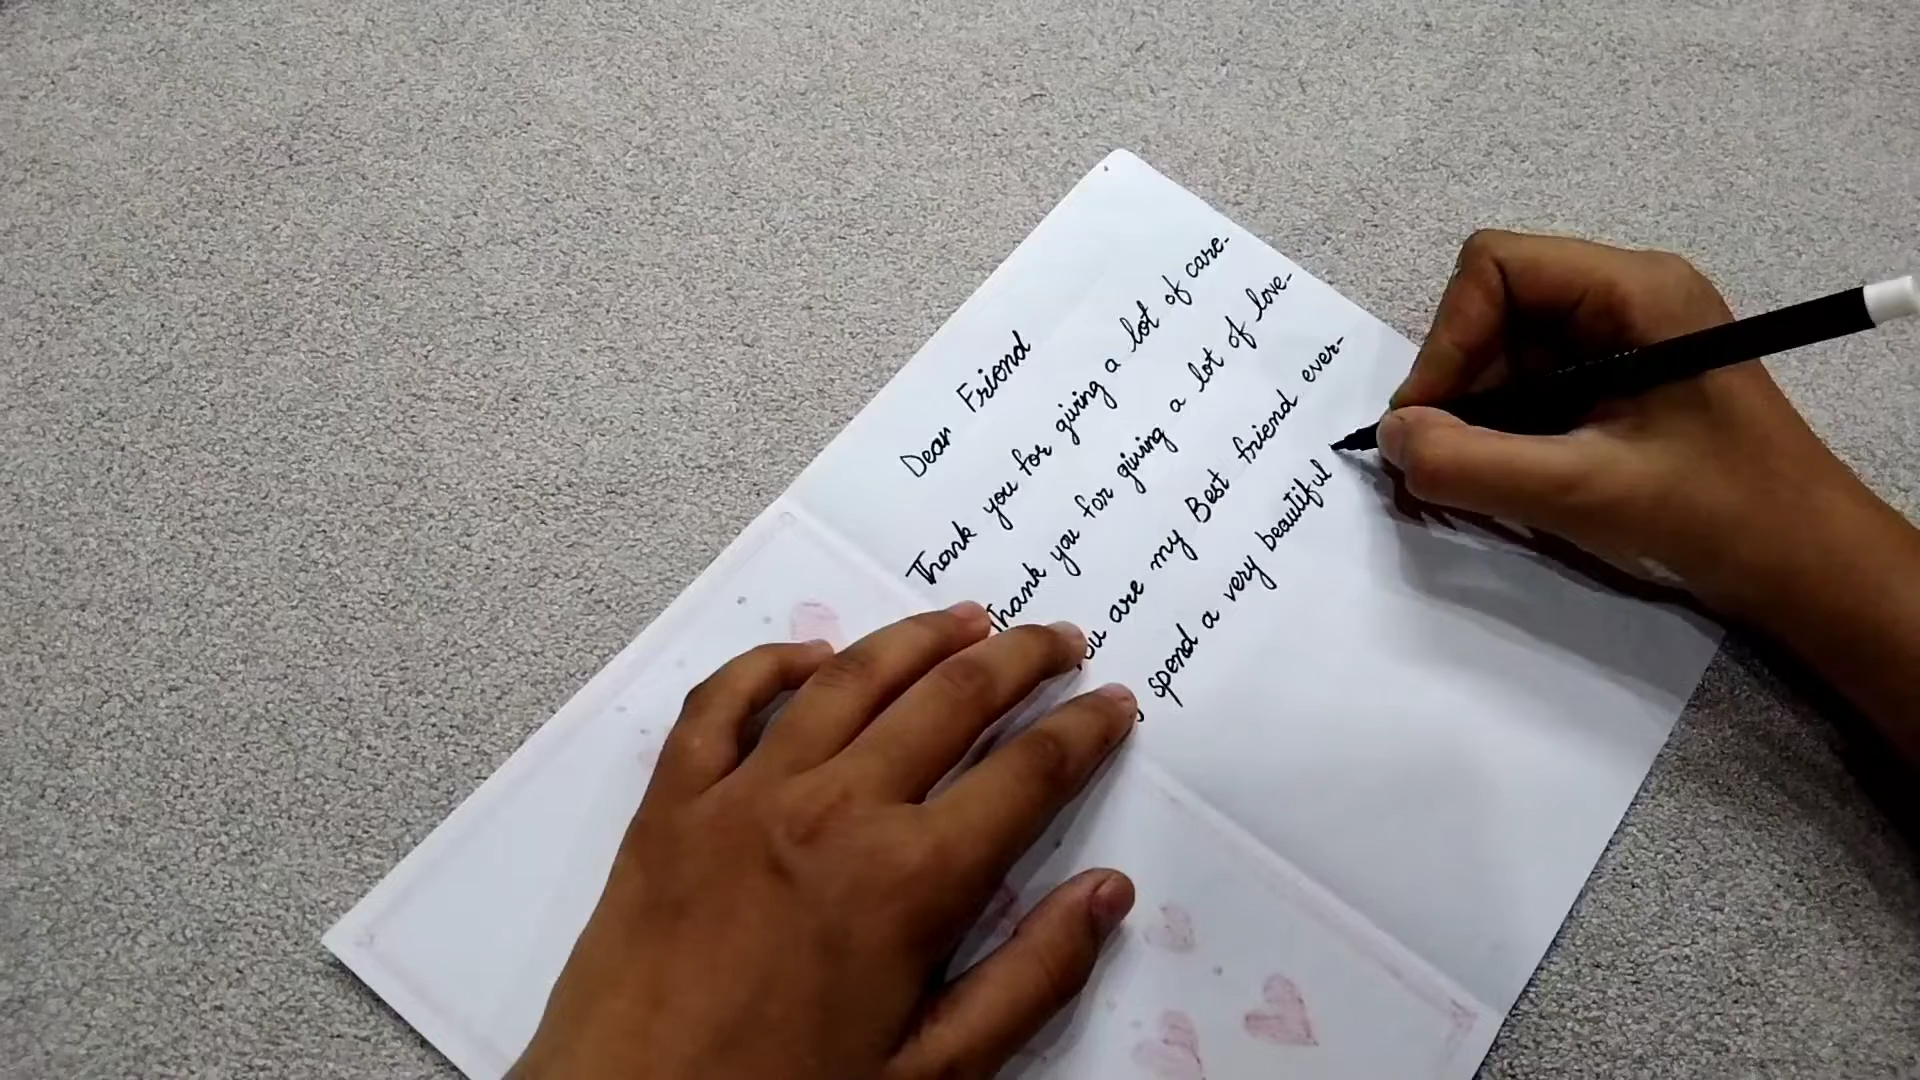 Dear Friend
Thank you for giving a lot of care-
Thank you for giving a lot of love-
you are my Best friend ever-
spend a very beautiful